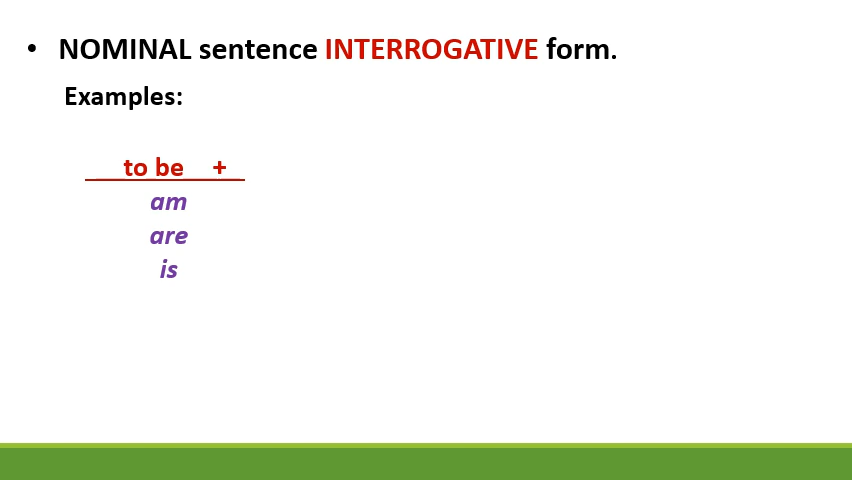 • NOMINAL sentence INTERROGATIVE form.
Examples:
to be +
am
are
is